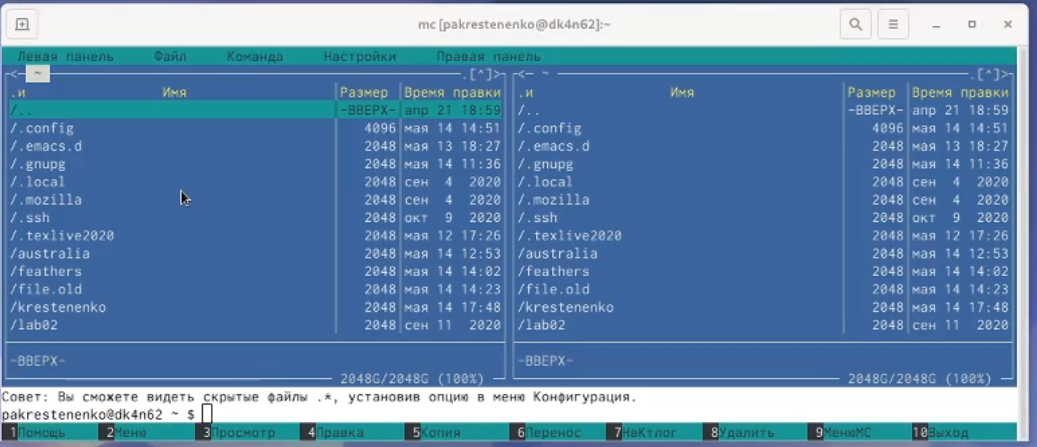 mc [pakrestenenko@dk4n62]:~
Левая панель Файл Команда Настройки Правая панель
<─ ~ .[^]> <─ ~ .[^]>
.и Имя Размер Время правки .и Имя Размер Время правки
/.. -ВВЕРХ- апр 21 18:59 /.. -ВВЕРХ- апр 21 18:59
/.config 4096 мая 14 14:51 /.config 4096 мая 14 14:51
/.emacs.d 2048 мая 13 18:27 /.emacs.d 2048 мая 13 18:27
/.gnupg 2048 мая 14 11:36 /.gnupg 2048 мая 14 11:36
/.local 2048 сен 4 2020 /.local 2048 сен 4 2020
/.mozilla 2048 сен 4 2020 /.mozilla 2048 сен 4 2020
/.ssh 2048 окт 9 2020 /.ssh 2048 окт 9 2020
/.texlive2020 2048 мая 12 17:26 /.texlive2020 2048 мая 12 17:26
/australia 2048 мая 14 12:53 /australia 2048 мая 14 12:53
/feathers 2048 мая 14 14:02 /feathers 2048 мая 14 14:02
/file.old 2048 мая 14 14:23 /file.old 2048 мая 14 14:23
/krestenenko 2048 мая 14 17:48 /krestenenko 2048 мая 14 17:48
/lab02 2048 сен 11 2020 /lab02 2048 сен 11 2020
-ВВЕРХ- -ВВЕРХ-
2048G/2048G (100%) 2048G/2048G (100%)
Совет: Вы сможете видеть скрытые файлы .*, установив опцию в меню Конфигурация.
pakrestenenko@dk4n62 ~ $
1Помощь 2Меню 3Просмотр 4Правка 5Копия 6Перенос 7НвКтлог 8Удалить 9МенюМС 10Выход